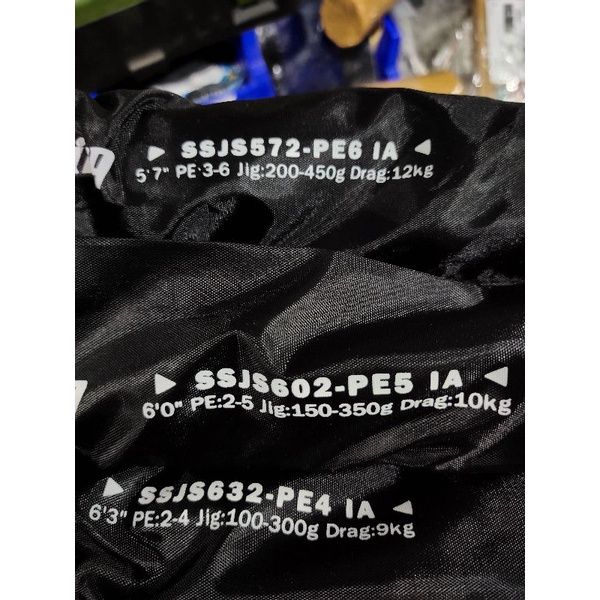 ▶ SSJS572-PE6 IA ◀
5'7" PE:3-6 Jig:200-450g Drag:12kg
▶ SSJS602-PE5 IA ◀
6'0" PE:2-5 Jig:150-350g Drag:10kg
▶ SSJS632-PE4 IA ◀
6'3" PE:2-4 Jig:100-300g Drag:9kg